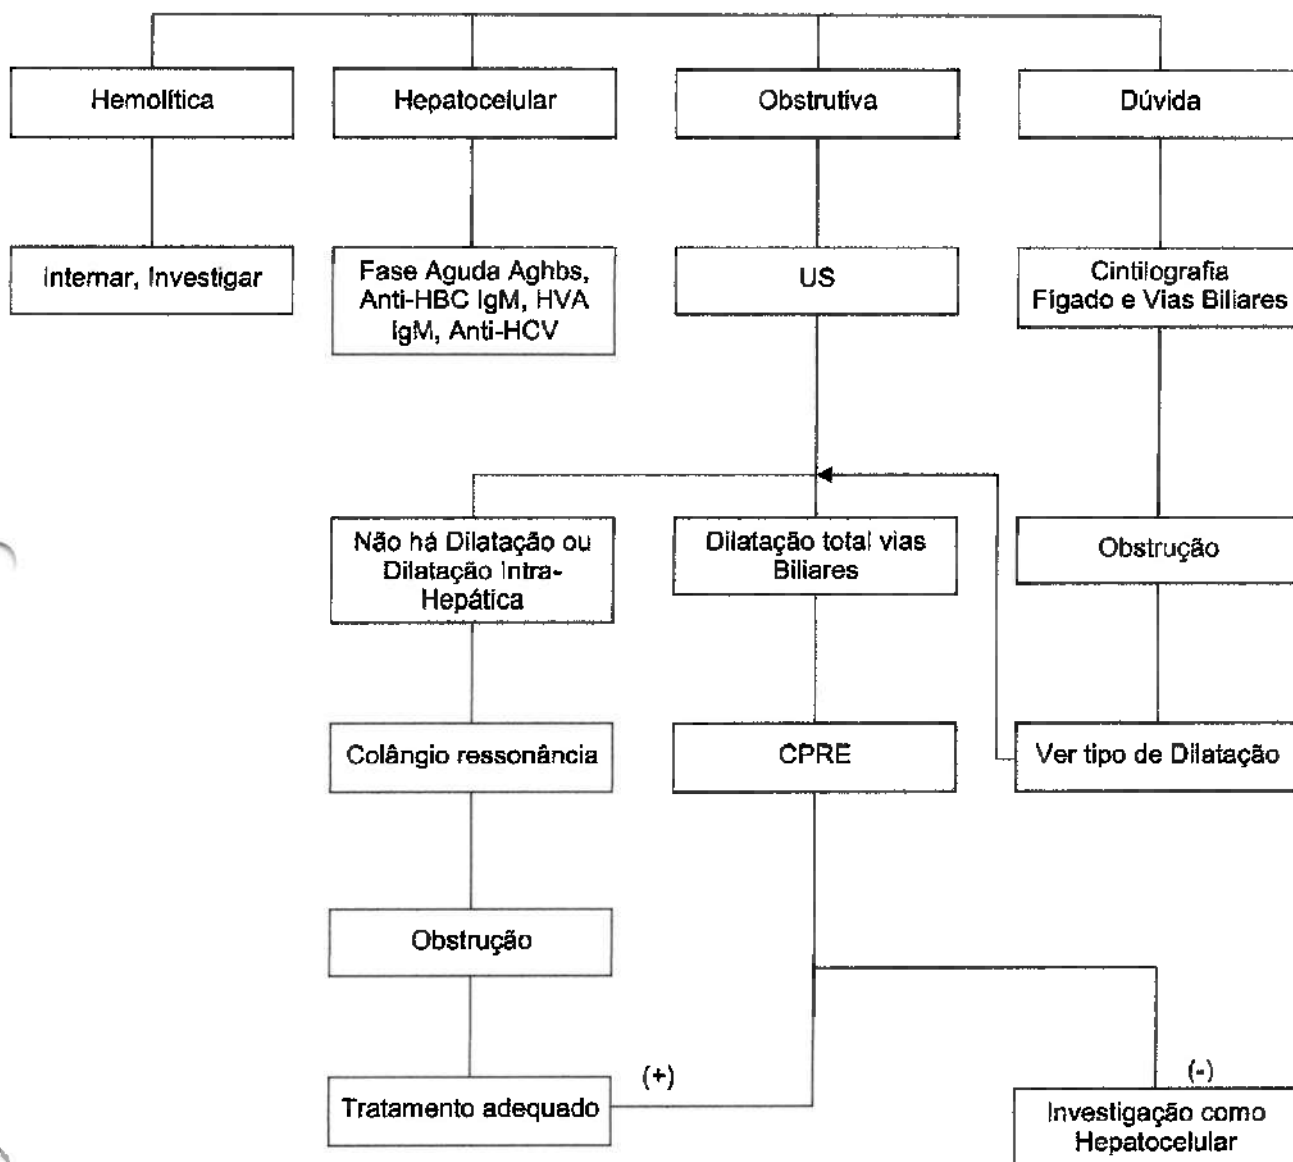 Hemolítica
Hepatocelular
Obstrutiva
Dúvida
Internar, Investigar
Fase Aguda Aghbs,
Anti-HBC IgM, HVA
IgM, Anti-HCV
US
Cintilografia
Fígado e Vias Biliares
Não há Dilatação ou
Dilatação Intra-
Hepática
Dilatação total vias
Biliares
Obstrução
Colângio ressonância
CPRE
Ver tipo de Dilatação
Obstrução
Tratamento adequado
(+)
(-)
Investigação como
Hepatocelular